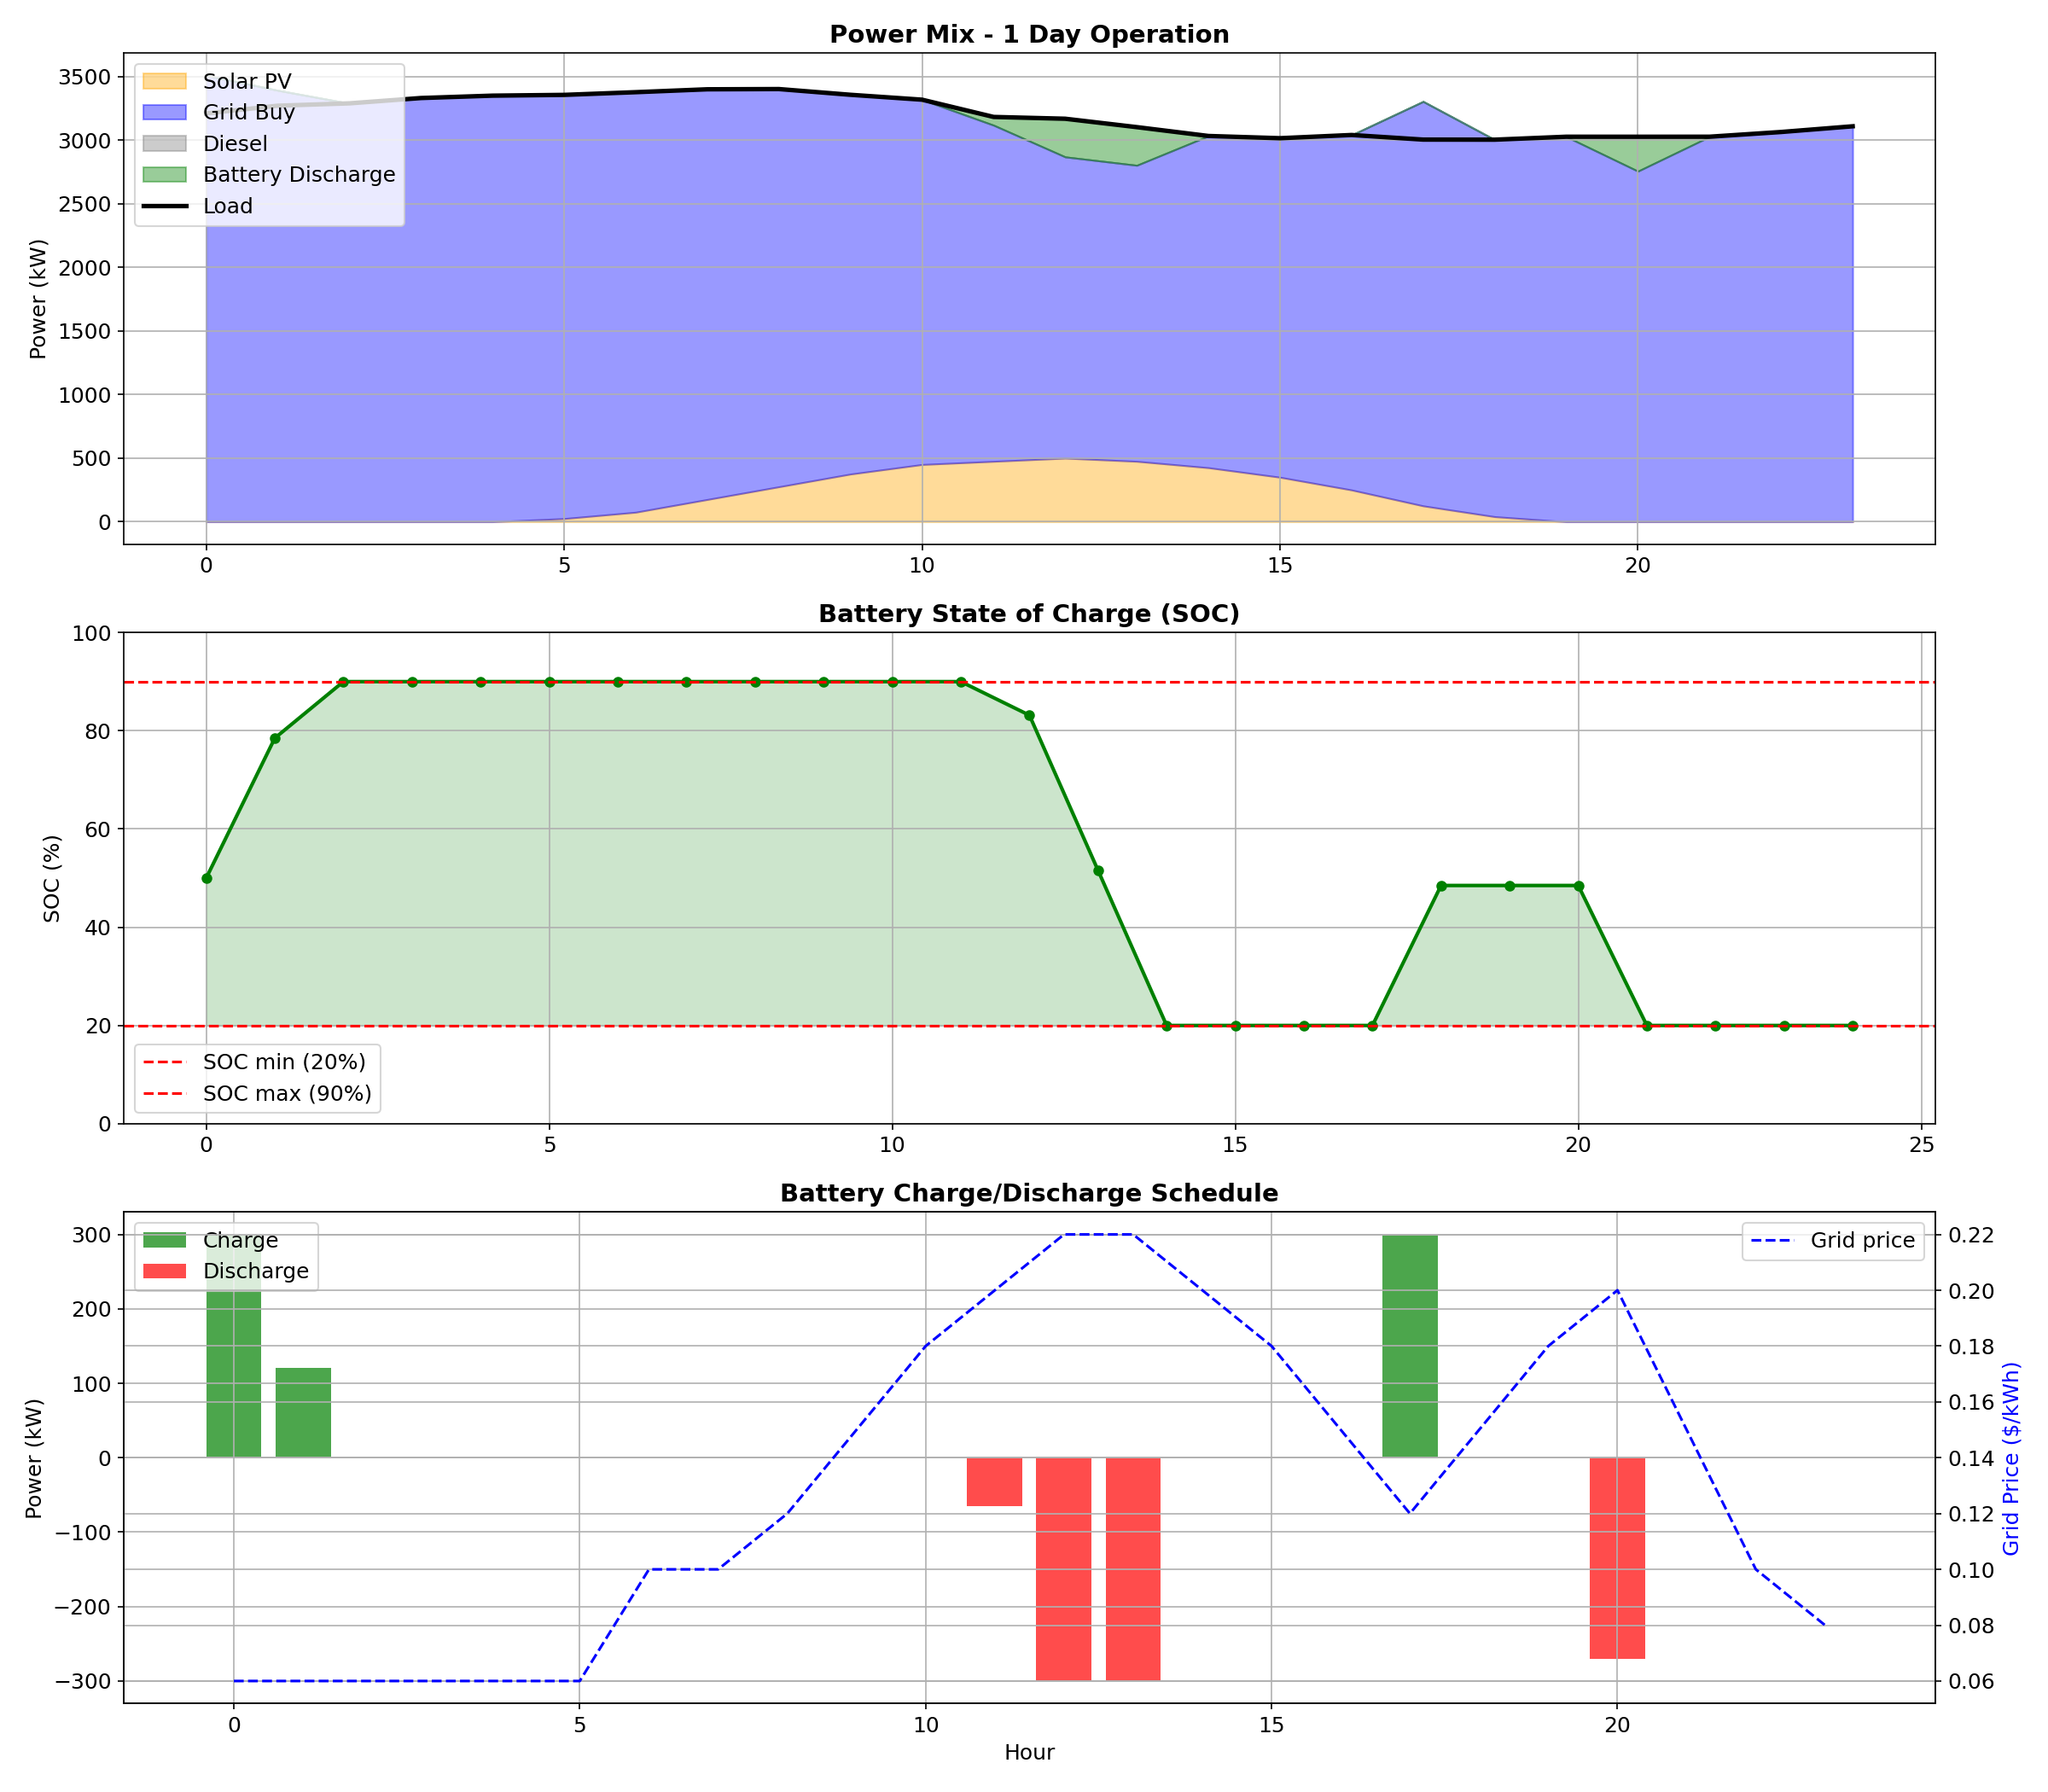 Power Mix - 1 Day Operation
Power (kW)
3500
3000
2500
2000
1500
1000
500
0
Solar PV
Grid Buy
Diesel
Battery Discharge
Load
0 5 10 15 20
Battery State of Charge (SOC)
SOC (%)
100
80
60
40
20
0
SOC min (20%)
SOC max (90%)
0 5 10 15 20 25
Battery Charge/Discharge Schedule
Power (kW)
300
200
100
0
−100
−200
−300
Charge
Discharge
Grid price
0.22
0.20
0.18
0.16
0.14
0.12
0.10
0.08
0.06
Grid Price ($/kWh)
0 5 10 15 20
Hour